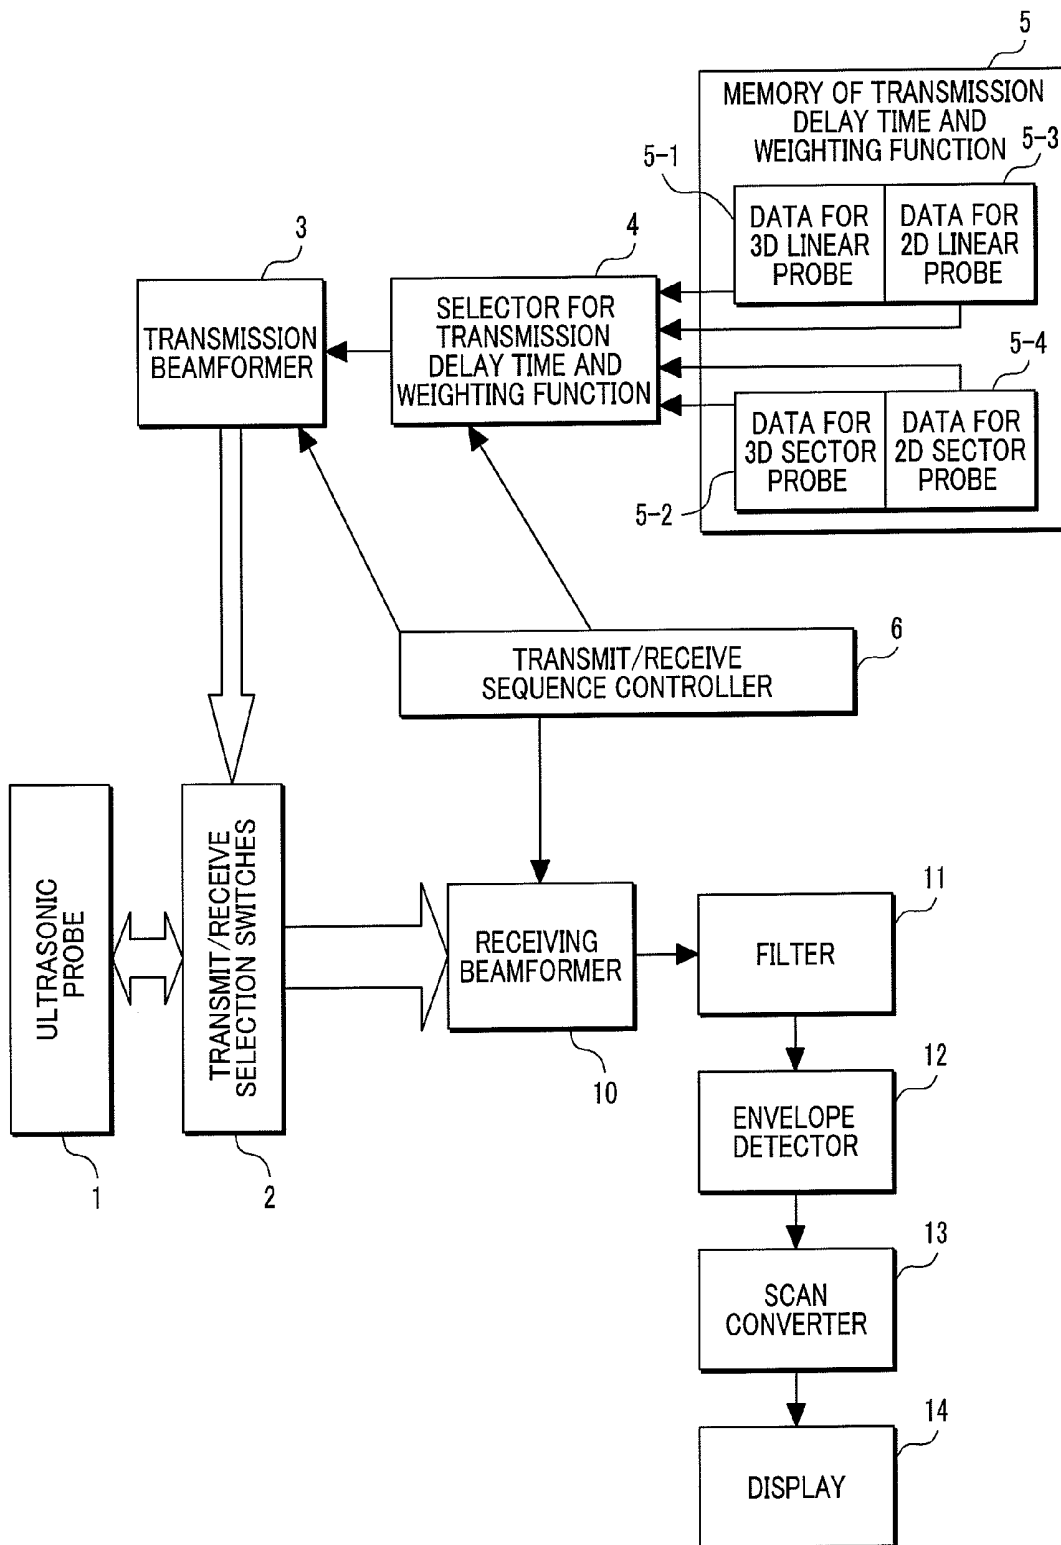 5
MEMORY OF TRANSMISSION
DELAY TIME AND
WEIGHTING FUNCTION
5-1
5-3
DATA FOR
3D LINEAR
PROBE
DATA FOR
2D LINEAR
PROBE
3
4
TRANSMISSION
BEAMFORMER
SELECTOR FOR
TRANSMISSION
DELAY TIME AND
WEIGHTING FUNCTION
5-4
DATA FOR
3D SECTOR
PROBE
DATA FOR
2D SECTOR
PROBE
5-2
6
TRANSMIT/RECEIVE
SEQUENCE CONTROLLER
ULTRASONIC
PROBE
TRANSMIT/RECEIVE
SELECTION SWITCHES
RECEIVING
BEAMFORMER
11
FILTER
10
12
ENVELOPE
DETECTOR
1
2
13
SCAN
CONVERTER
14
DISPLAY